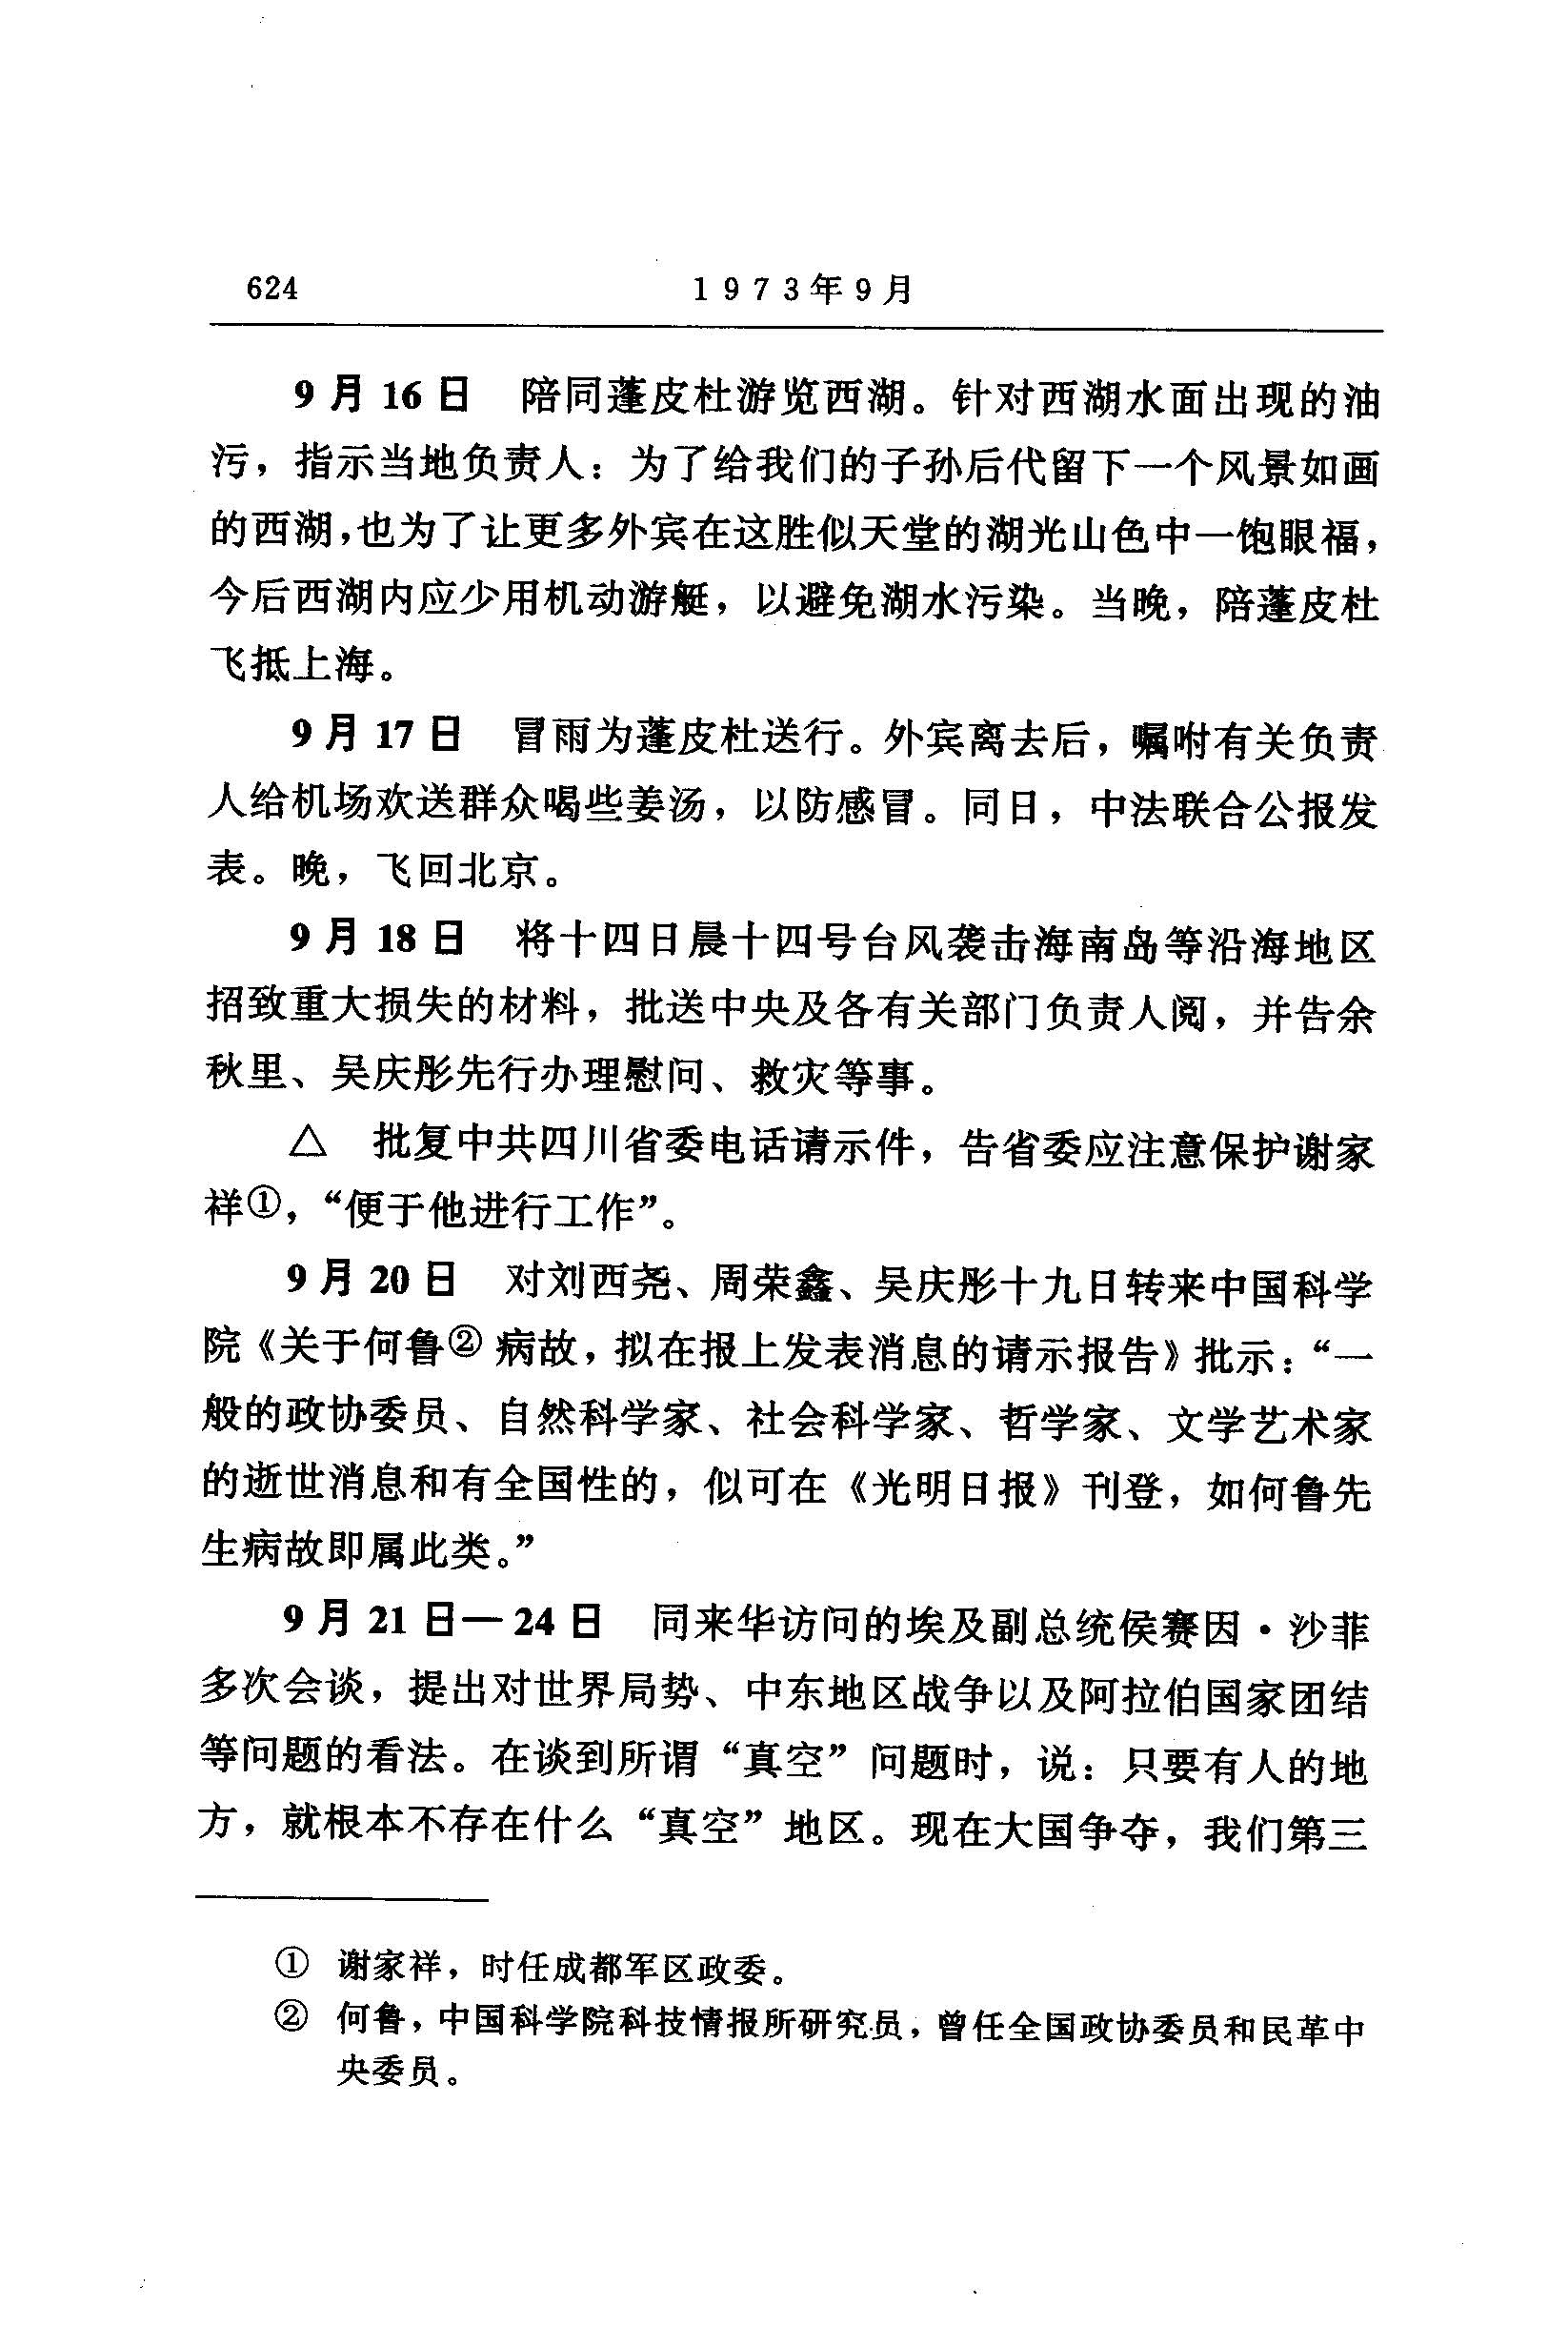 624
1973年9月
9月16日 陪同蓬皮杜游览西湖。针对西湖水面出现的油
污，指示当地负责人：为了给我们的子孙后代留下一个风景如画
的西湖，也为了让更多外宾在这胜似天堂的湖光山色中一饱眼福，
今后西湖内应少用机动游艇，以避免湖水污染。当晚，陪蓬皮杜
飞抵上海。
9月17日 冒雨为蓬皮杜送行。外宾离去后，嘱咐有关负责
人给机场欢送群众喝些姜汤，以防感冒。同日，中法联合公报发
表。晚，飞回北京。
9月18日 将十四日晨十四号台风袭击海南岛等沿海地区
招致重大损失的材料，批送中央及各有关部门负责人阅，并告余
秋里、吴庆彤先行办理慰问、救灾等事。
△ 批复中共四川省委电话请示件，告省委应注意保护谢家
祥①，“便于他进行工作”。
9月20日 对刘西尧、周荣鑫、吴庆彤十九日转来中国科学
院《关于何鲁②病故，拟在报上发表消息的请示报告》批示：“一
般的政协委员、自然科学家、社会科学家、哲学家、文学艺术家
的逝世消息和有全国性的，似可在《光明日报》刊登，如何鲁先
生病故即属此类。”
9月21日—24日 同来华访问的埃及副总统侯赛因·沙菲
多次会谈，提出对世界局势、中东地区战争以及阿拉伯国家团结
等问题的看法。在谈到所谓“真空”问题时，说：只要有人的地
方，就根本不存在什么“真空”地区。现在大国争夺，我们第三
① 谢家祥，时任成都军区政委。
② 何鲁，中国科学院科技情报所研究员，曾任全国政协委员和民革中
央委员。